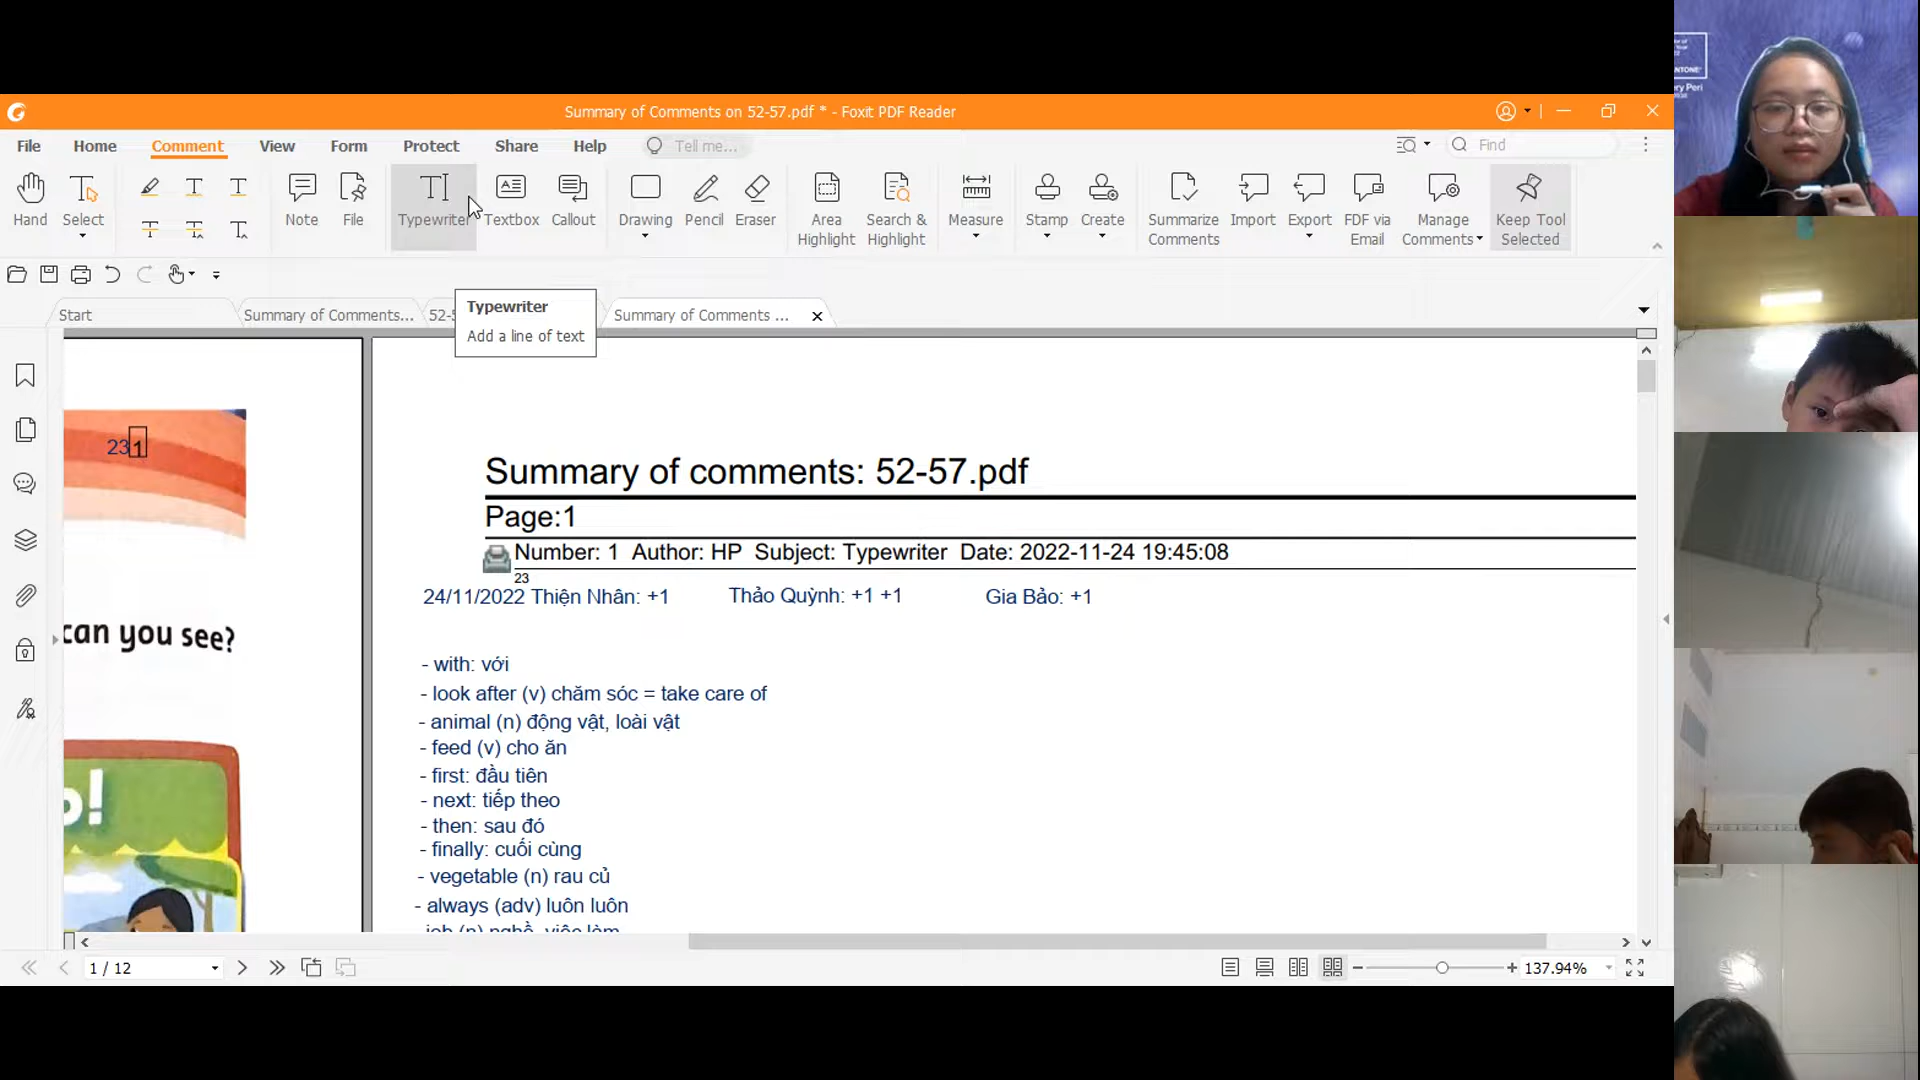 Summary of Comments on 52-57.pdf * - Foxit PDF Reader
File Home Comment View Form Protect Share Help Tell me... Find
Hand Select Note File Typewriter Textbox Callout Drawing Pencil Eraser Area Highlight Search & Highlight Measure Stamp Create Summarize Comments Import Export FDF via Email Manage Comments Keep Tool Selected
Start Summary of Comments... 52-5 Summary of Comments ...
Typewriter
Add a line of text
231
can you see?
o!
Summary of comments: 52-57.pdf
Page:1
Number: 1 Author: HP Subject: Typewriter Date: 2022-11-24 19:45:08
23
24/11/2022 Thiện Nhân: +1 Thảo Quỳnh: +1 +1 Gia Bảo: +1
- with: với
- look after (v) chăm sóc = take care of
- animal (n) động vật, loài vật
- feed (v) cho ăn
- first: đầu tiên
- next: tiếp theo
- then: sau đó
- finally: cuối cùng
- vegetable (n) rau củ
- always (adv) luôn luôn
job (n) nghề, việc làm
1 / 12 137.94%